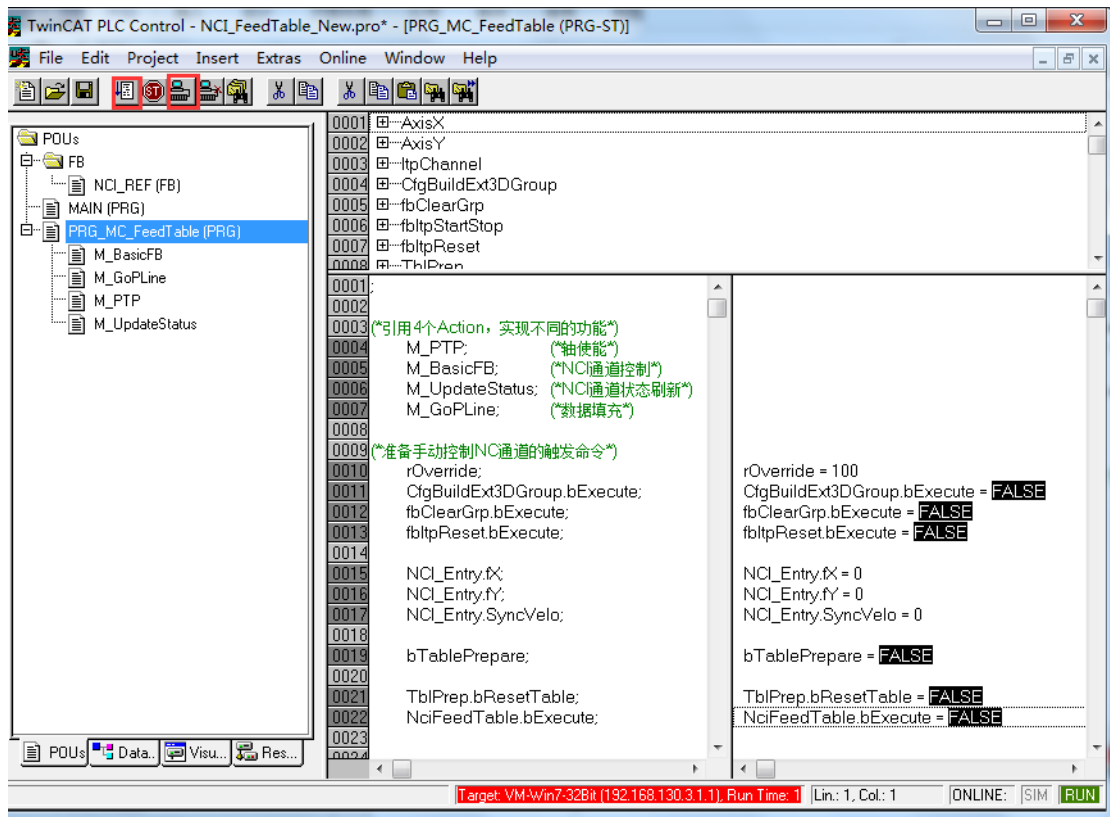 TwinCAT PLC Control - NCI_FeedTable_New.pro* - [PRG_MC_FeedTable (PRG-ST)]
File Edit Project Insert Extras Online Window Help
POUs
FB
NCI_REF (FB)
MAIN (PRG)
PRG_MC_FeedTable (PRG)
M_BasicFB
M_GoPLine
M_PTP
M_UpdateStatus
POUs Data.. Visu... Res...
0001 AxisX
0002 AxisY
0003 ItpChannel
0004 CfgBuildExt3DGroup
0005 fbClearGrp
0006 fbItpStartStop
0007 fbItpReset
0008 TblPrep
0001 ;
0002
0003 (*引用4个Action，实现不同的功能*)
0004 M_PTP; (*轴使能*)
0005 M_BasicFB; (*NCI通道控制*)
0006 M_UpdateStatus; (*NCI通道状态刷新*)
0007 M_GoPLine; (*数据填充*)
0008
0009 (*准备手动控制NC通道的触发命令*)
0010 rOverride; rOverride = 100
0011 CfgBuildExt3DGroup.bExecute; CfgBuildExt3DGroup.bExecute = FALSE
0012 fbClearGrp.bExecute; fbClearGrp.bExecute = FALSE
0013 fbItpReset.bExecute; fbItpReset.bExecute = FALSE
0014
0015 NCI_Entry.fX; NCI_Entry.fX = 0
0016 NCI_Entry.fY; NCI_Entry.fY = 0
0017 NCI_Entry.SyncVelo; NCI_Entry.SyncVelo = 0
0018
0019 bTablePrepare; bTablePrepare = FALSE
0020
0021 TblPrep.bResetTable; TblPrep.bResetTable = FALSE
0022 NciFeedTable.bExecute; NciFeedTable.bExecute = FALSE
0023
0024
Target: VM-Win7-32Bit (192.168.130.3.1.1), Run Time: 1 Lin.: 1, Col.: 1 ONLINE: SIM RUN